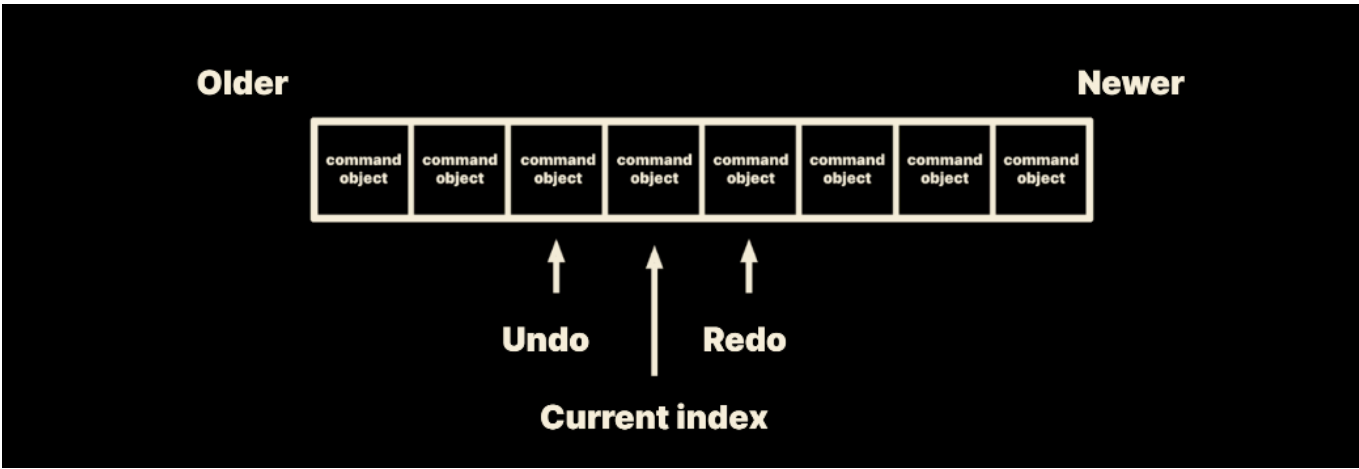 Older
Newer
command object
command object
command object
command object
command object
command object
command object
command object
Undo
Redo
Current index